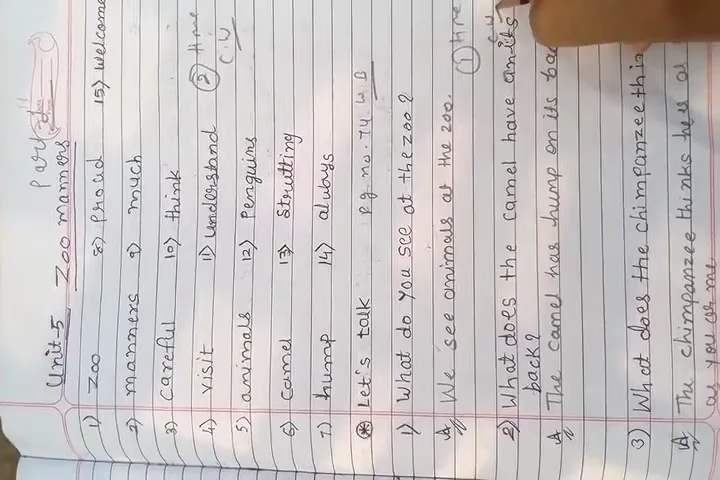 Unit-5 Zoo manners
1) Zoo 8) Proud 15) welcome
2) manners 9) much
3) careful 10) think
4) visit 11) understand ② time C.W
5) animals 12) Penguins
6) camel 13) Strutting
7) hump 14) always
Let's talk Pg no. 74 W.B
1) What do you see at the zoo?
A We see animals at the zoo. ① time
2) What does the camel have on its C.W
back?
A The camel has hump on its
3) What does the chimpanzee
A The chimpanzee thinks
as you or me